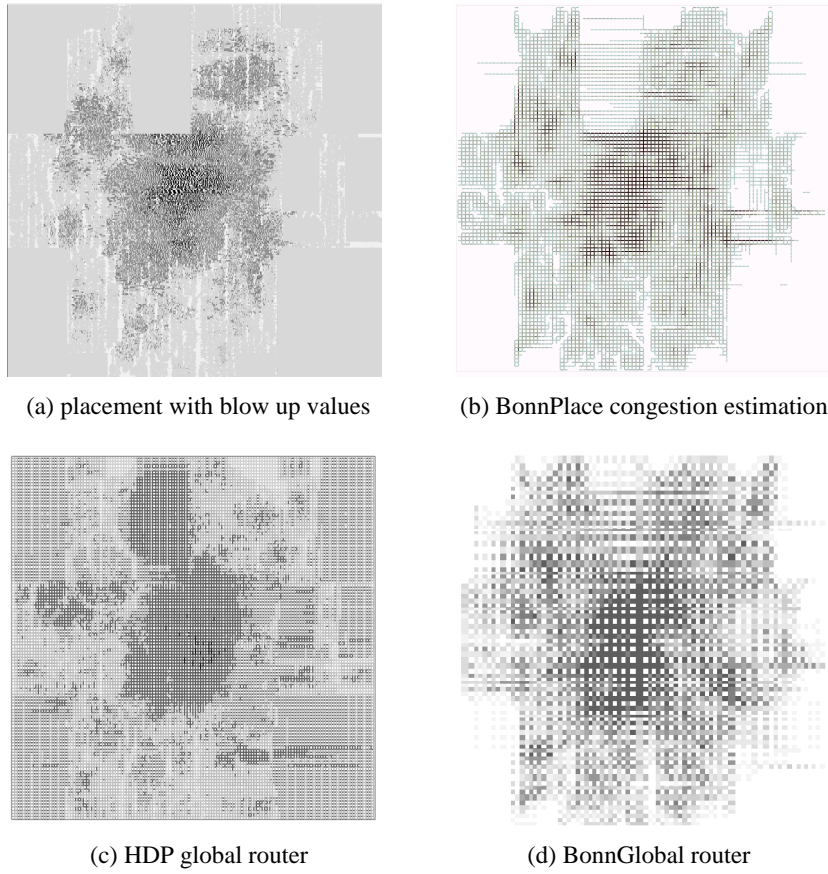 (a) placement with blow up values
(b) BonnPlace congestion estimation
(c) HDP global router
(d) BonnGlobal router